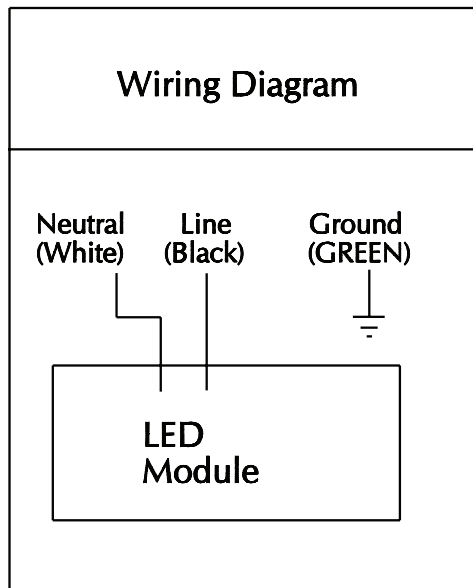 Wiring Diagram
Neutral Line Ground
(White) (Black) (GREEN)
LED
Module